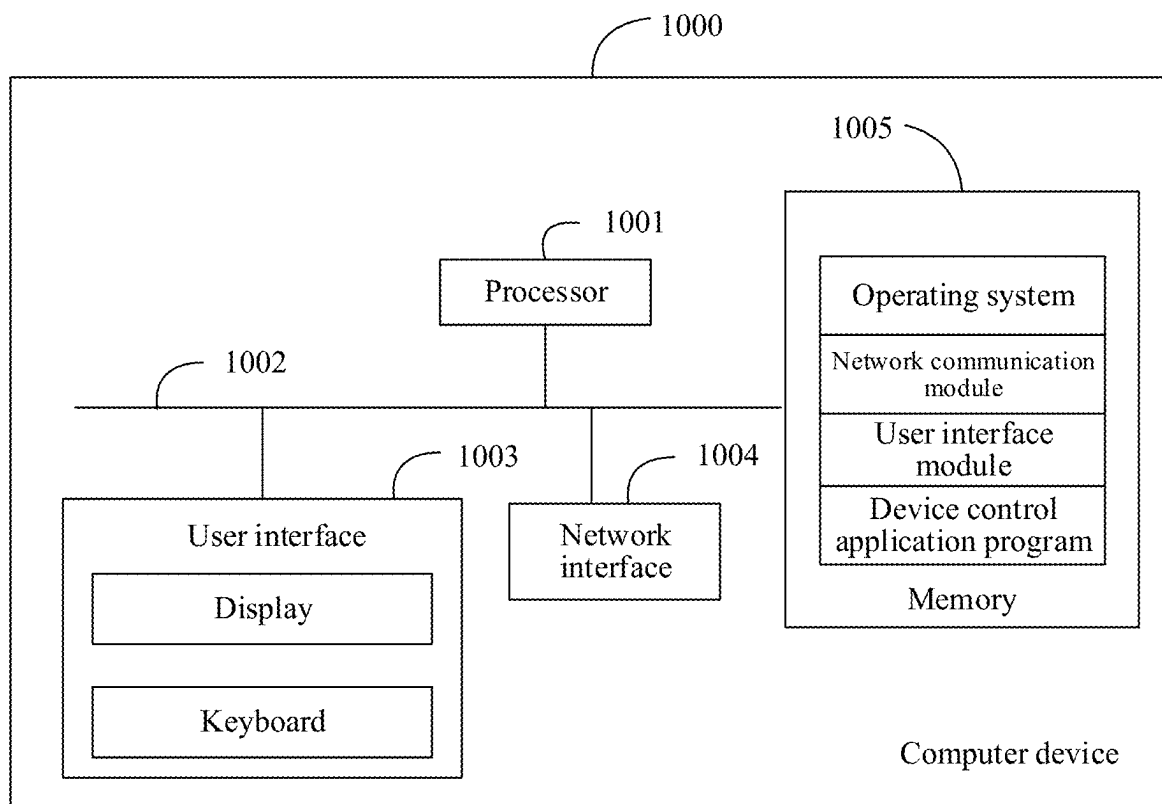 1000
1005
1001
Processor
Operating system
Network communication
module
1002
User interface
module
1003
1004
Device control
application program
User interface
Network
interface
Display
Memory
Keyboard
Computer device